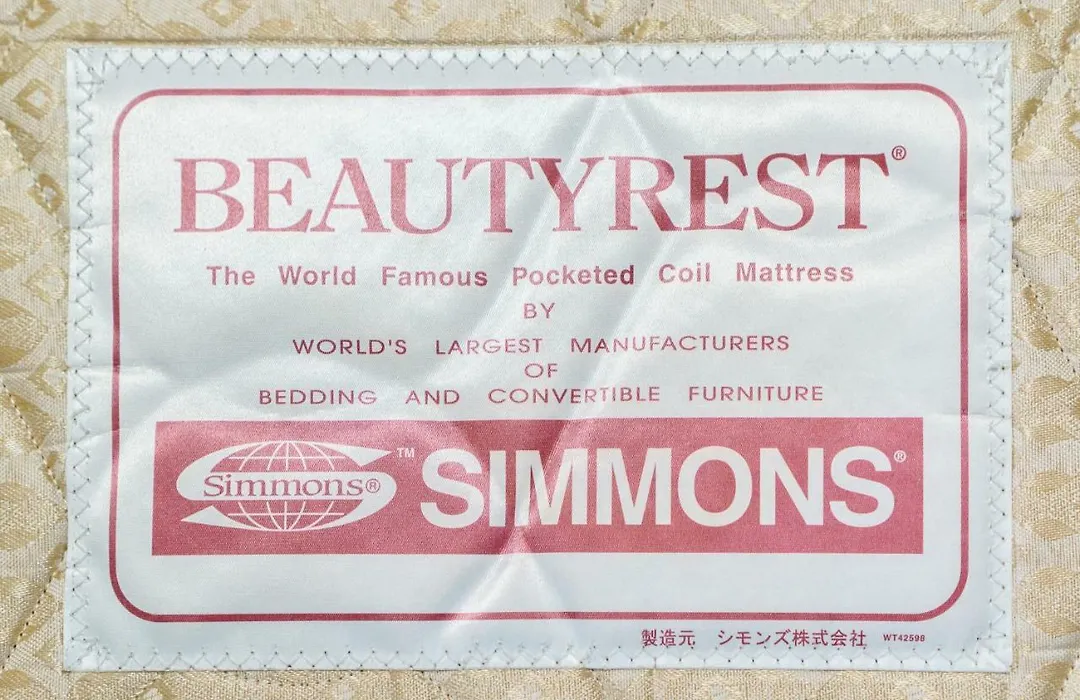 BEAUTYREST®
The World Famous Pocketed Coil Mattress
BY
WORLD'S LARGEST MANUFACTURERS
OF
BEDDING AND CONVERTIBLE FURNITURE
Simmons® ™ SIMMONS®
製造元 シモンズ株式会社 WT42598